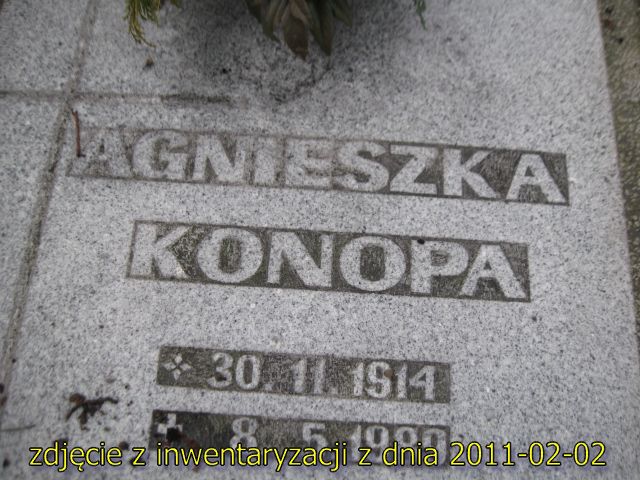 AGNIESZKA
KONOPA
30.11.1914
8.5.
zdjęcie z inwentaryzacji z dnia 2011-02-02